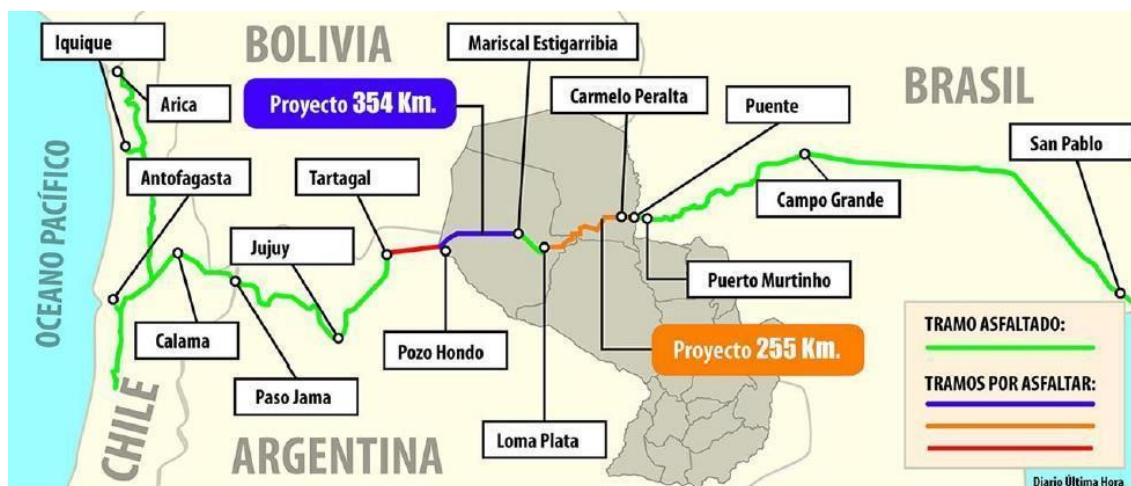 Iquique
BOLIVIA
Mariscal Estigarribia
Proyecto 354 Km.
Carmelo Peralta
Puente
BRASIL
Arica
San Pablo
Antofagasta
Tartagal
Campo Grande
OCEANO PACÍFICO
Jujuy
Puerto Murtinho
Calama
Pozo Hondo
Proyecto 255 Km.
TRAMO ASFALTADO:
Paso Jama
TRAMOS POR ASFALTAR:
CHILE
ARGENTINA
Loma Plata
Diario Última Hora